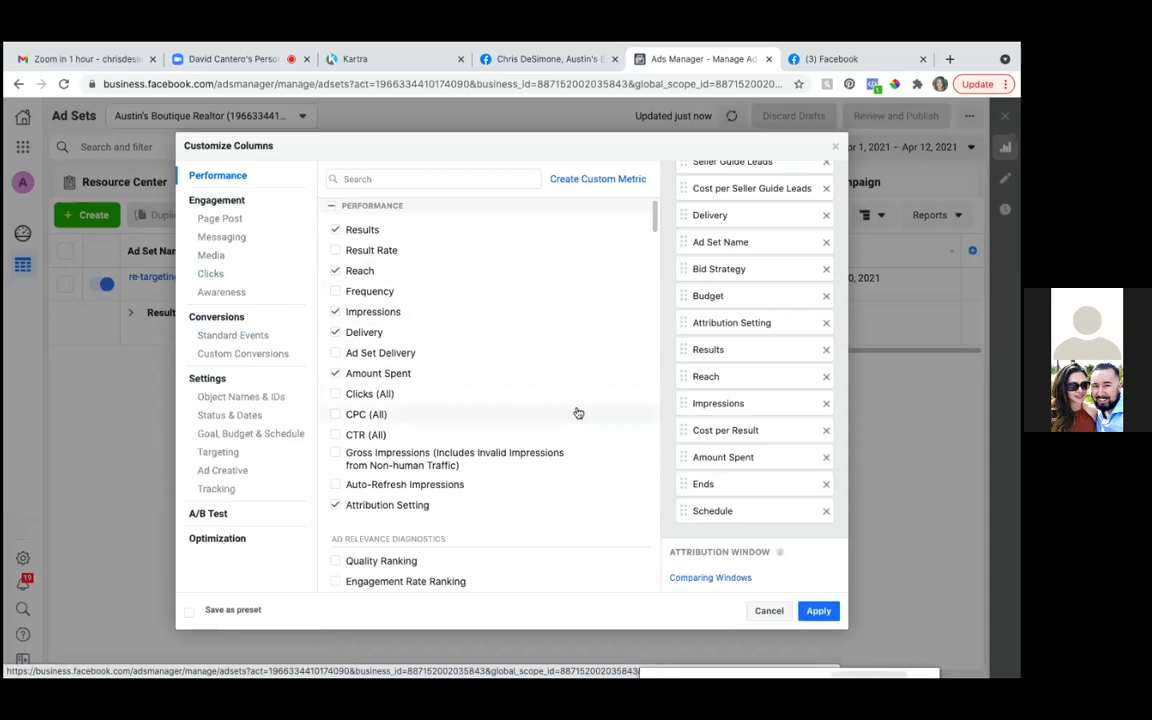 Zoom in 1 hour - chrisdesi
David Cantero's Perso
Kartra
Chris DeSimone, Austin's B
Ads Manager - Manage Ad
(3) Facebook
business.facebook.com/adsmanager/manage/adsets?act=1966334410174090&business_id=887152002035843&global_scope_id=887152002035843...
Update
Ad Sets
Austin's Boutique Realtor (196633441...
Updated just now
Discard Drafts
Review and Publish
Search and filter
r 1, 2021 – Apr 12, 2021
Resource Center
paign
+ Create
Dupli
Reports
Ad Set Nar
re-targeting
0, 2021
Result
A
19
Customize Columns
Performance
Engagement
Page Post
Messaging
Media
Clicks
Awareness
Conversions
Standard Events
Custom Conversions
Settings
Object Names & IDs
Status & Dates
Goal, Budget & Schedule
Targeting
Ad Creative
Tracking
A/B Test
Optimization
Search
Create Custom Metric
PERFORMANCE
Results
Result Rate
Reach
Frequency
Impressions
Delivery
Ad Set Delivery
Amount Spent
Clicks (All)
CPC (All)
CTR (All)
Gross Impressions (Includes Invalid Impressions
from Non-human Traffic)
Auto-Refresh Impressions
Attribution Setting
AD RELEVANCE DIAGNOSTICS
Quality Ranking
Engagement Rate Ranking
Seller Guide Leads
Cost per Seller Guide Leads
Delivery
Ad Set Name
Bid Strategy
Budget
Attribution Setting
Results
Reach
Impressions
Cost per Result
Amount Spent
Ends
Schedule
ATTRIBUTION WINDOW
Comparing Windows
Save as preset
Cancel
Apply
https://business.facebook.com/adsmanager/manage/adsets?act=1966334410174090&business_id=887152002035843&global_scope_id=887152002035843